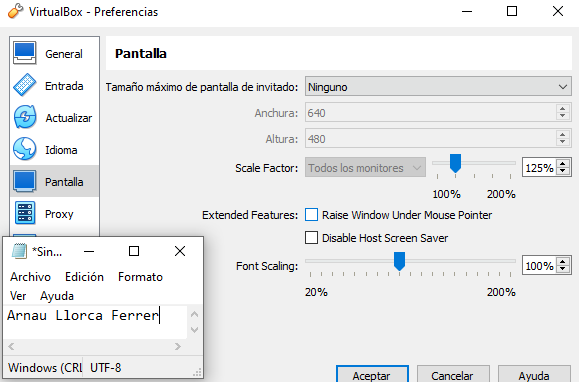 VirtualBox - Preferencias
General
Entrada
Actualizar
Idioma
Pantalla
Proxy
Pantalla
Tamaño máximo de pantalla de invitado: Ninguno
Anchura: 640
Altura: 480
Scale Factor: Todos los monitores 125%
100% 200%
Extended Features: Raise Window Under Mouse Pointer
Disable Host Screen Saver
Font Scaling: 100%
20% 200%
Aceptar Cancelar Ayuda
*Sin...
Archivo Edición Formato
Ver Ayuda
Arnau Llorca Ferrer
Windows (CRL UTF-8